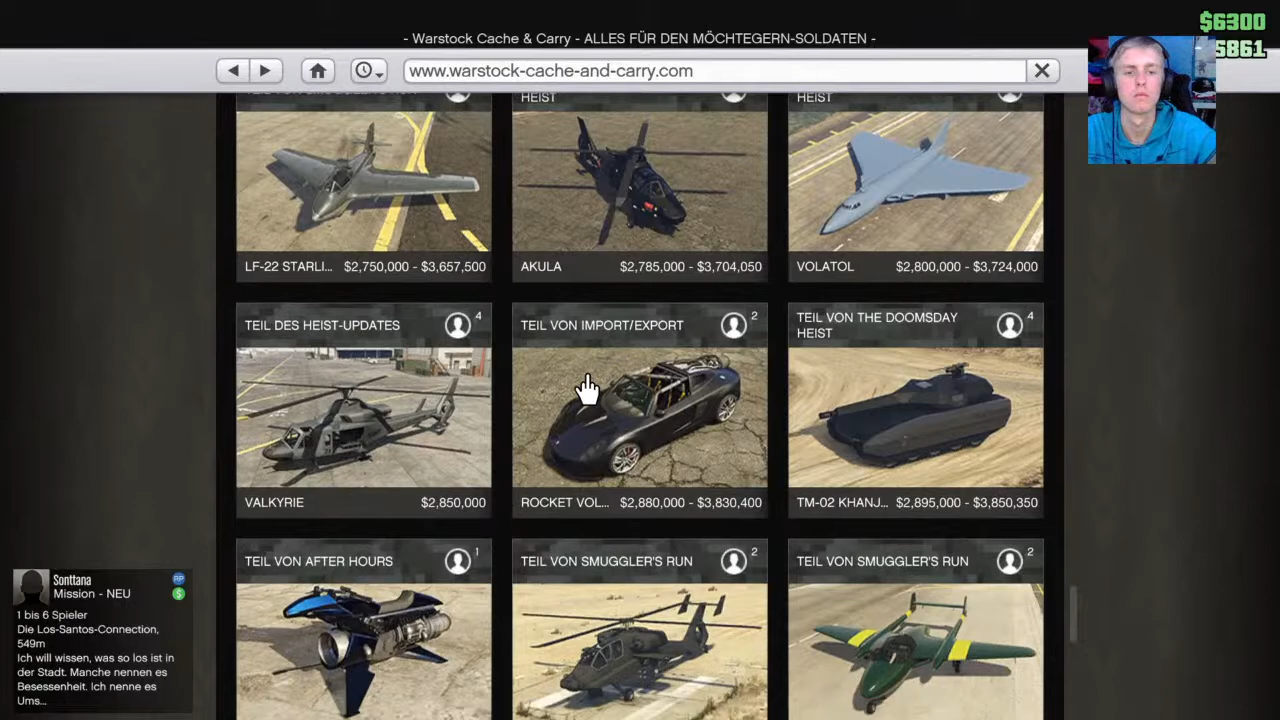 - Warstock Cache & Carry - ALLES FÜR DEN MÖCHTEGERN-SOLDATEN -
$6300
5861
www.warstock-cache-and-carry.com
HEIST
HEIST
LF-22 STARLI... $2,750,000 - $3,657,500
AKULA $2,785,000 - $3,704,050
VOLATOL $2,800,000 - $3,724,000
TEIL DES HEIST-UPDATES 4
TEIL VON IMPORT/EXPORT 2
TEIL VON THE DOOMSDAY
HEIST 4
VALKYRIE $2,850,000
ROCKET VOL... $2,880,000 - $3,830,400
TM-02 KHANJ... $2,895,000 - $3,850,350
TEIL VON AFTER HOURS 1
TEIL VON SMUGGLER'S RUN 2
TEIL VON SMUGGLER'S RUN 2
Sonttana
Mission - NEU
RP
$
1 bis 6 Spieler
Die Los-Santos-Connection,
549m
Ich will wissen, was so los ist in
der Stadt. Manche nennen es
Besessenheit. Ich nenne es
Ums...